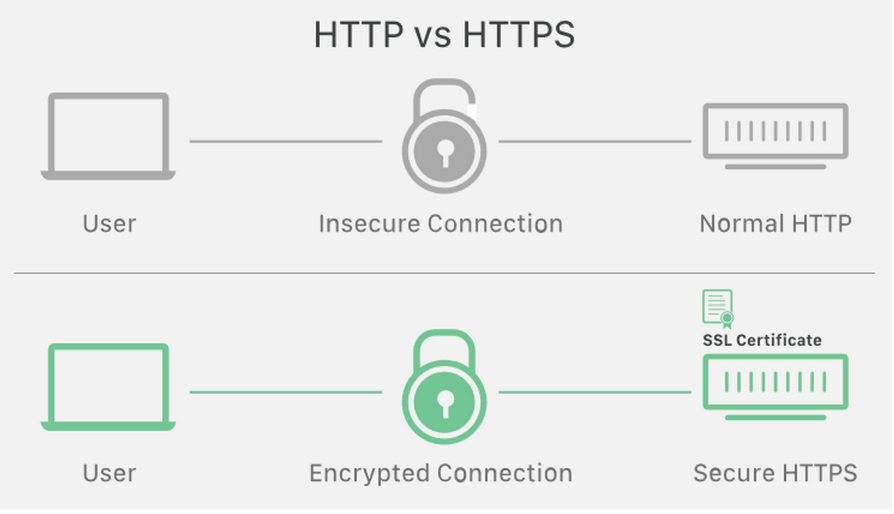 HTTP vs HTTPS
User
Insecure Connection
Normal HTTP
SSL Certificate
User
Encrypted Connection
Secure HTTPS